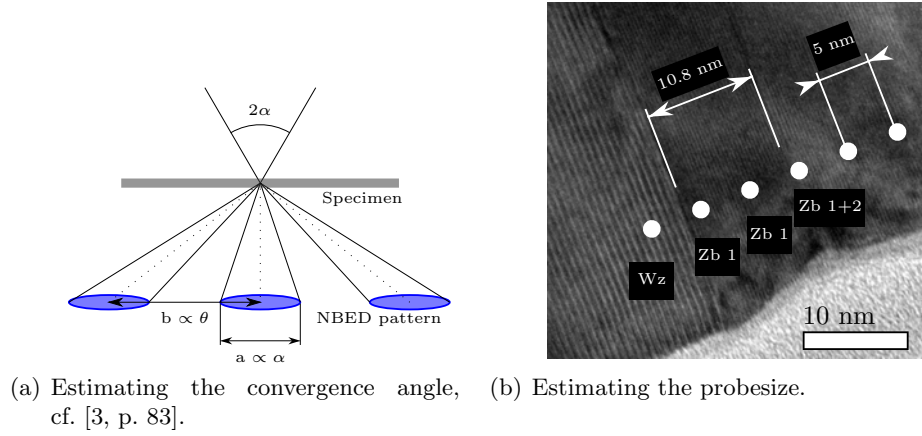 2α
Specimen
b ∝ θ
NBED pattern
a ∝ α
10.8 nm
5 nm
Zb 1+2
Zb 1
Zb 1
Wz
10 nm
(a) Estimating the convergence angle,
cf. [3, p. 83].
(b) Estimating the probesize.